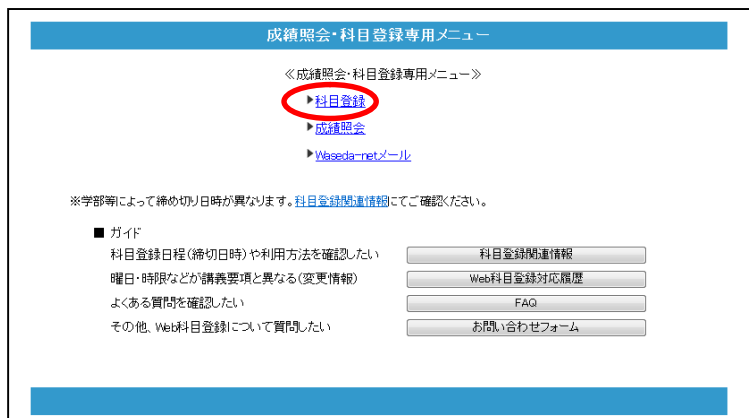 成績照会・科目登録専用メニュー
≪成績照会・科目登録専用メニュー≫
▶科目登録
▶成績照会
▶Waseda-netメール
※学部等によって締め切り日時が異なります。科目登録関連情報にてご確認ください。
■ ガイド
科目登録日程(締切日時)や利用方法を確認したい 科目登録関連情報
曜日・時限などが講義要項と異なる(変更情報) Web科目登録対応履歴
よくある質問を確認したい FAQ
その他、Web科目登録について質問したい お問い合わせフォーム